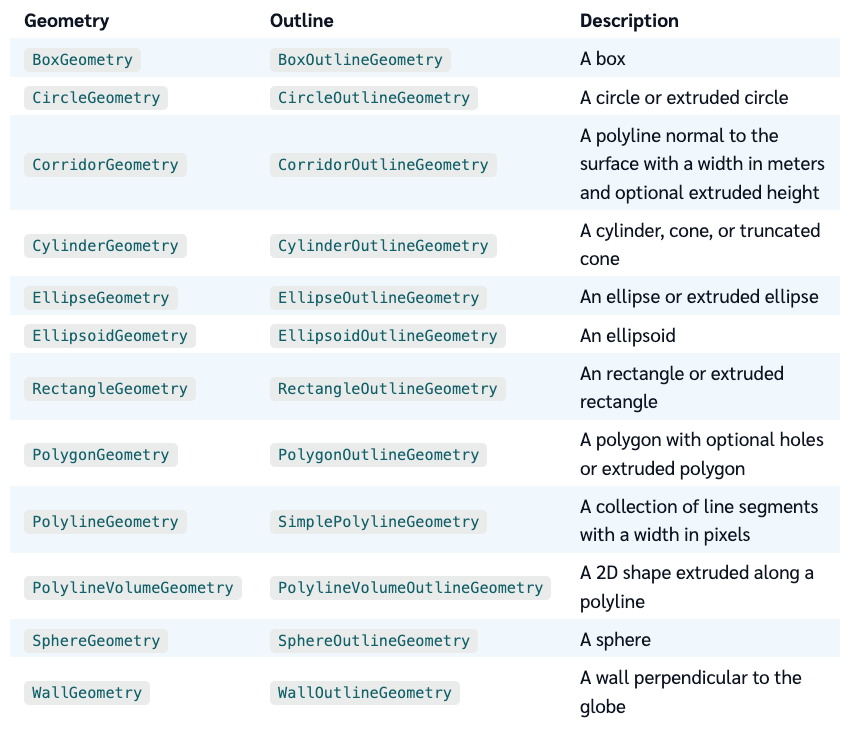 Geometry Outline Description
BoxGeometry BoxOutlineGeometry A box
CircleGeometry CircleOutlineGeometry A circle or extruded circle
CorridorGeometry CorridorOutlineGeometry A polyline normal to the
surface with a width in meters
and optional extruded height
CylinderGeometry CylinderOutlineGeometry A cylinder, cone, or truncated
cone
EllipseGeometry EllipseOutlineGeometry An ellipse or extruded ellipse
EllipsoidGeometry EllipsoidOutlineGeometry An ellipsoid
RectangleGeometry RectangleOutlineGeometry An rectangle or extruded
rectangle
PolygonGeometry PolygonOutlineGeometry A polygon with optional holes
or extruded polygon
PolylineGeometry SimplePolylineGeometry A collection of line segments
with a width in pixels
PolylineVolumeGeometry PolylineVolumeOutlineGeometry A 2D shape extruded along a
polyline
SphereGeometry SphereOutlineGeometry A sphere
WallGeometry WallOutlineGeometry A wall perpendicular to the
globe